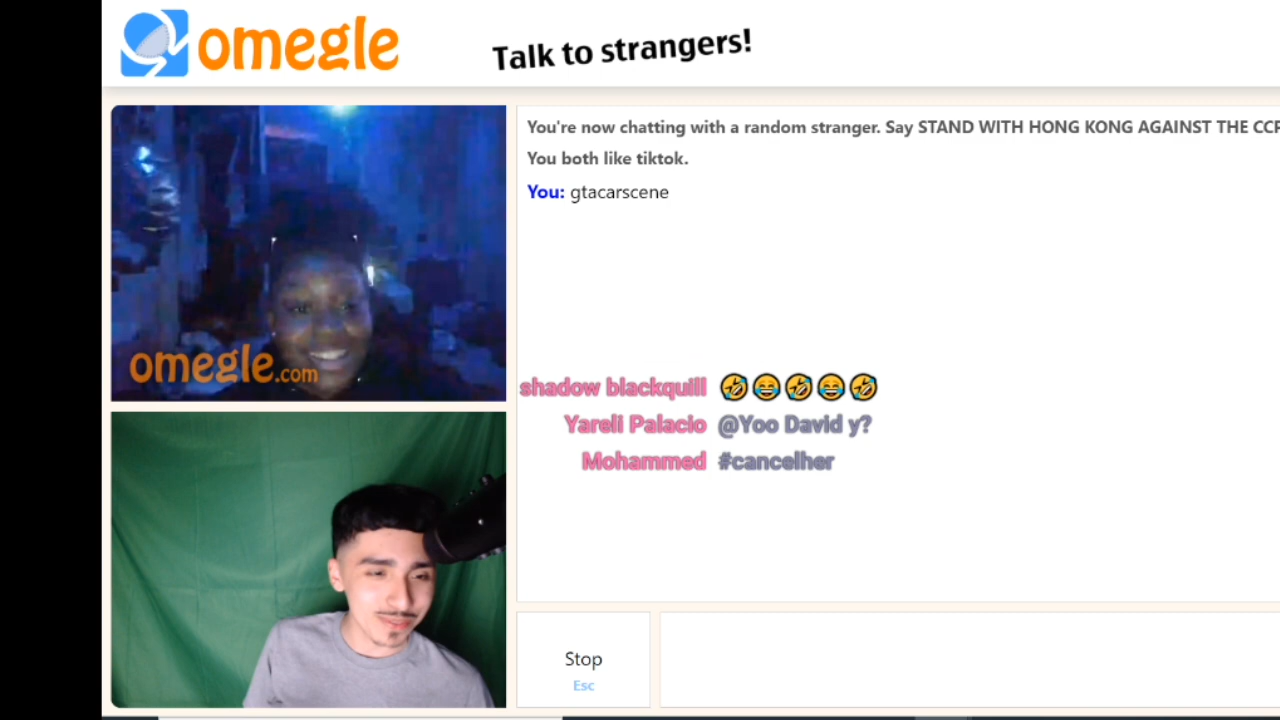 omegle
Talk to strangers!
You're now chatting with a random stranger. Say STAND WITH HONG KONG AGAINST THE CCP
You both like tiktok.
You: gtacarscene
omegle.com
shadow blackquill 🤣😂🤣😂🤣
Yareli Palacio @Yoo David y?
Mohammed #cancelher
Stop
Esc